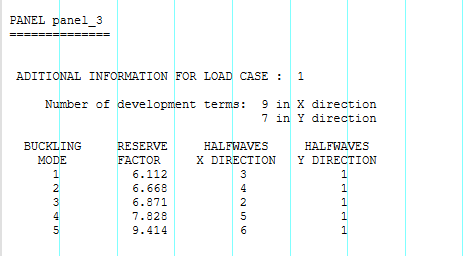 PANEL panel_3
==============
ADITIONAL INFORMATION FOR LOAD CASE :  1
Number of development terms:  9 in X direction
7 in Y direction
BUCKLING RESERVE HALFWAVES HALFWAVES
MODE FACTOR X DIRECTION Y DIRECTION
1 6.112 3 1
2 6.668 4 1
3 6.871 2 1
4 7.828 5 1
5 9.414 6 1